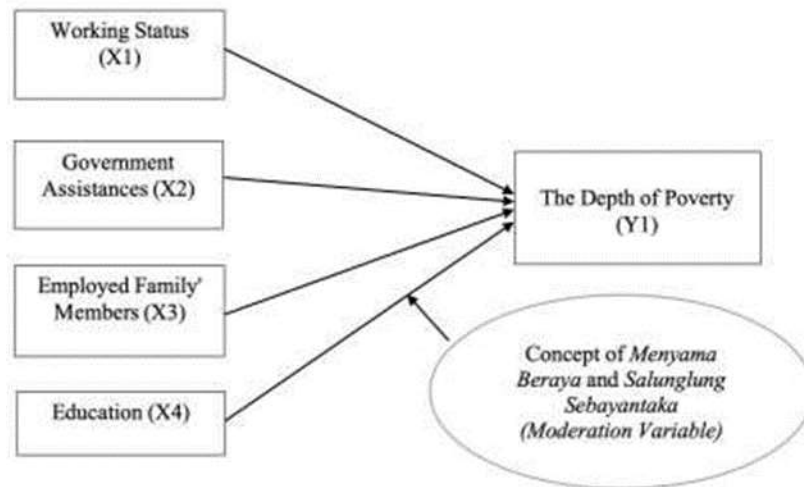 Working Status
(X1)
Government
Assistances (X2)
Employed Family'
Members (X3)
Education (X4)
The Depth of Poverty
(Y1)
Concept of Menyama
Beraya and Salunglung
Sebayantaka
(Moderation Variable)